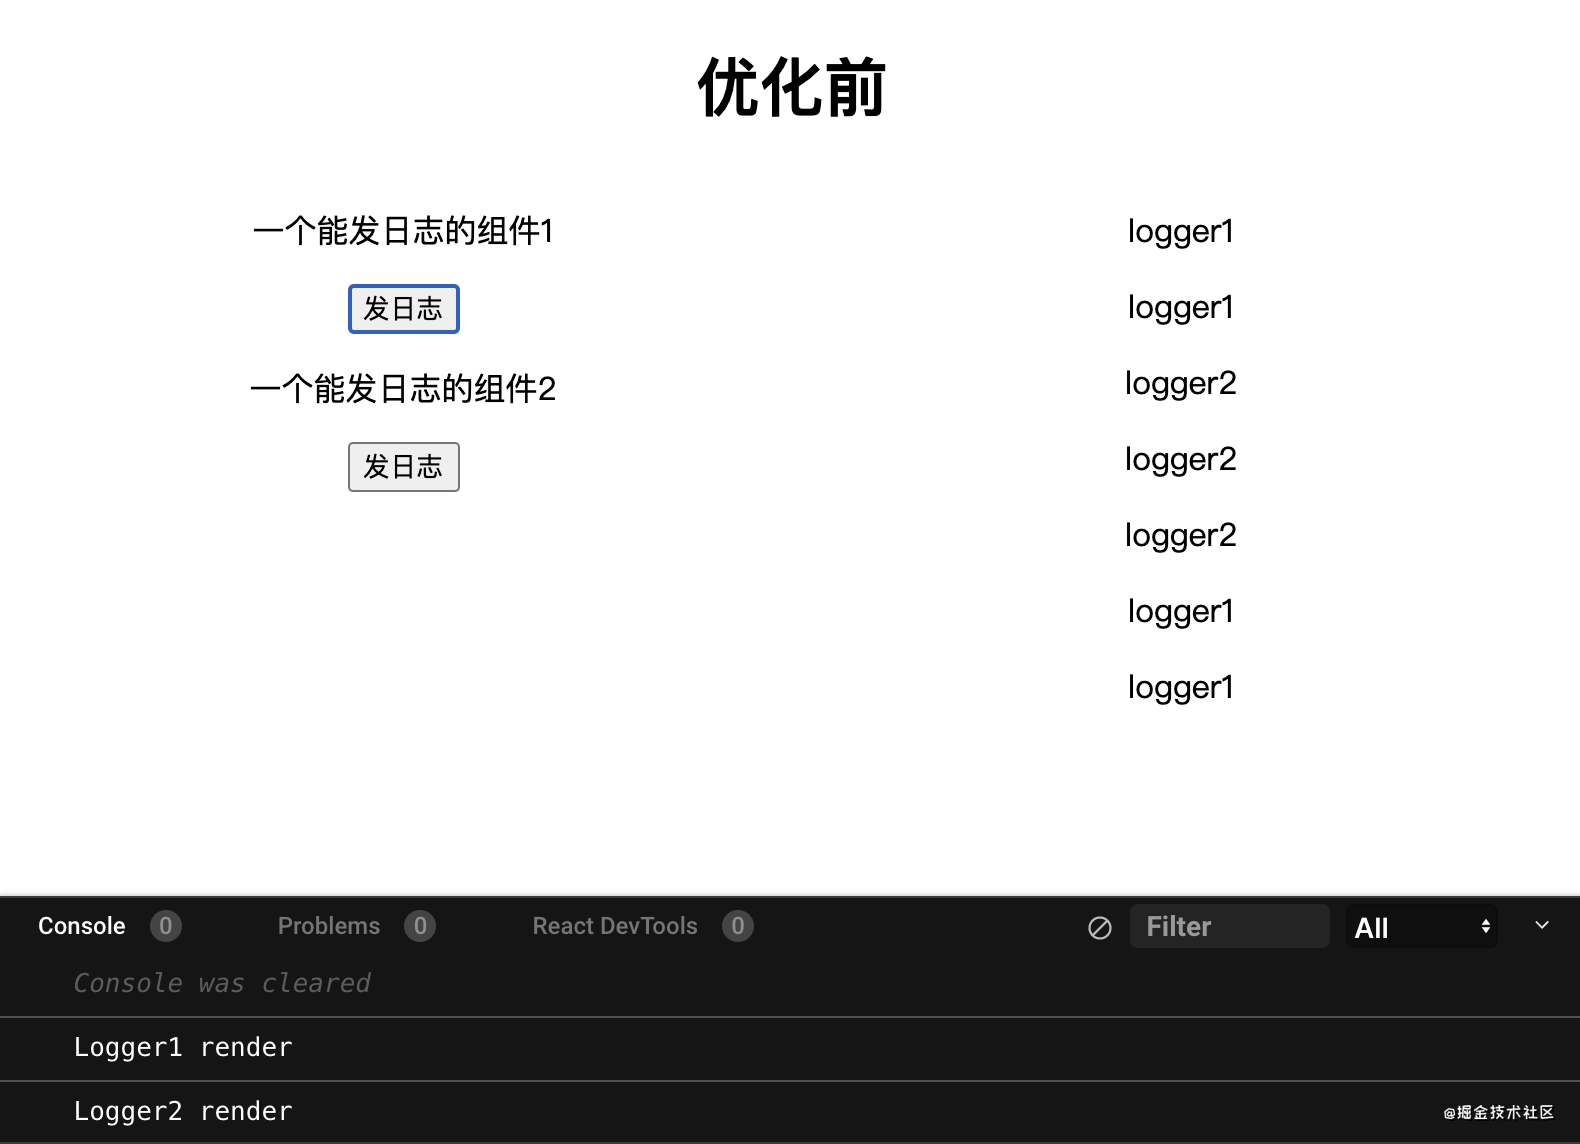 优化前
一个能发日志的组件1
发日志
一个能发日志的组件2
发日志
logger1
logger1
logger2
logger2
logger2
logger1
logger1
Console 0 Problems 0 React DevTools 0 Filter All
Console was cleared
Logger1 render
Logger2 render
@掘金技术社区